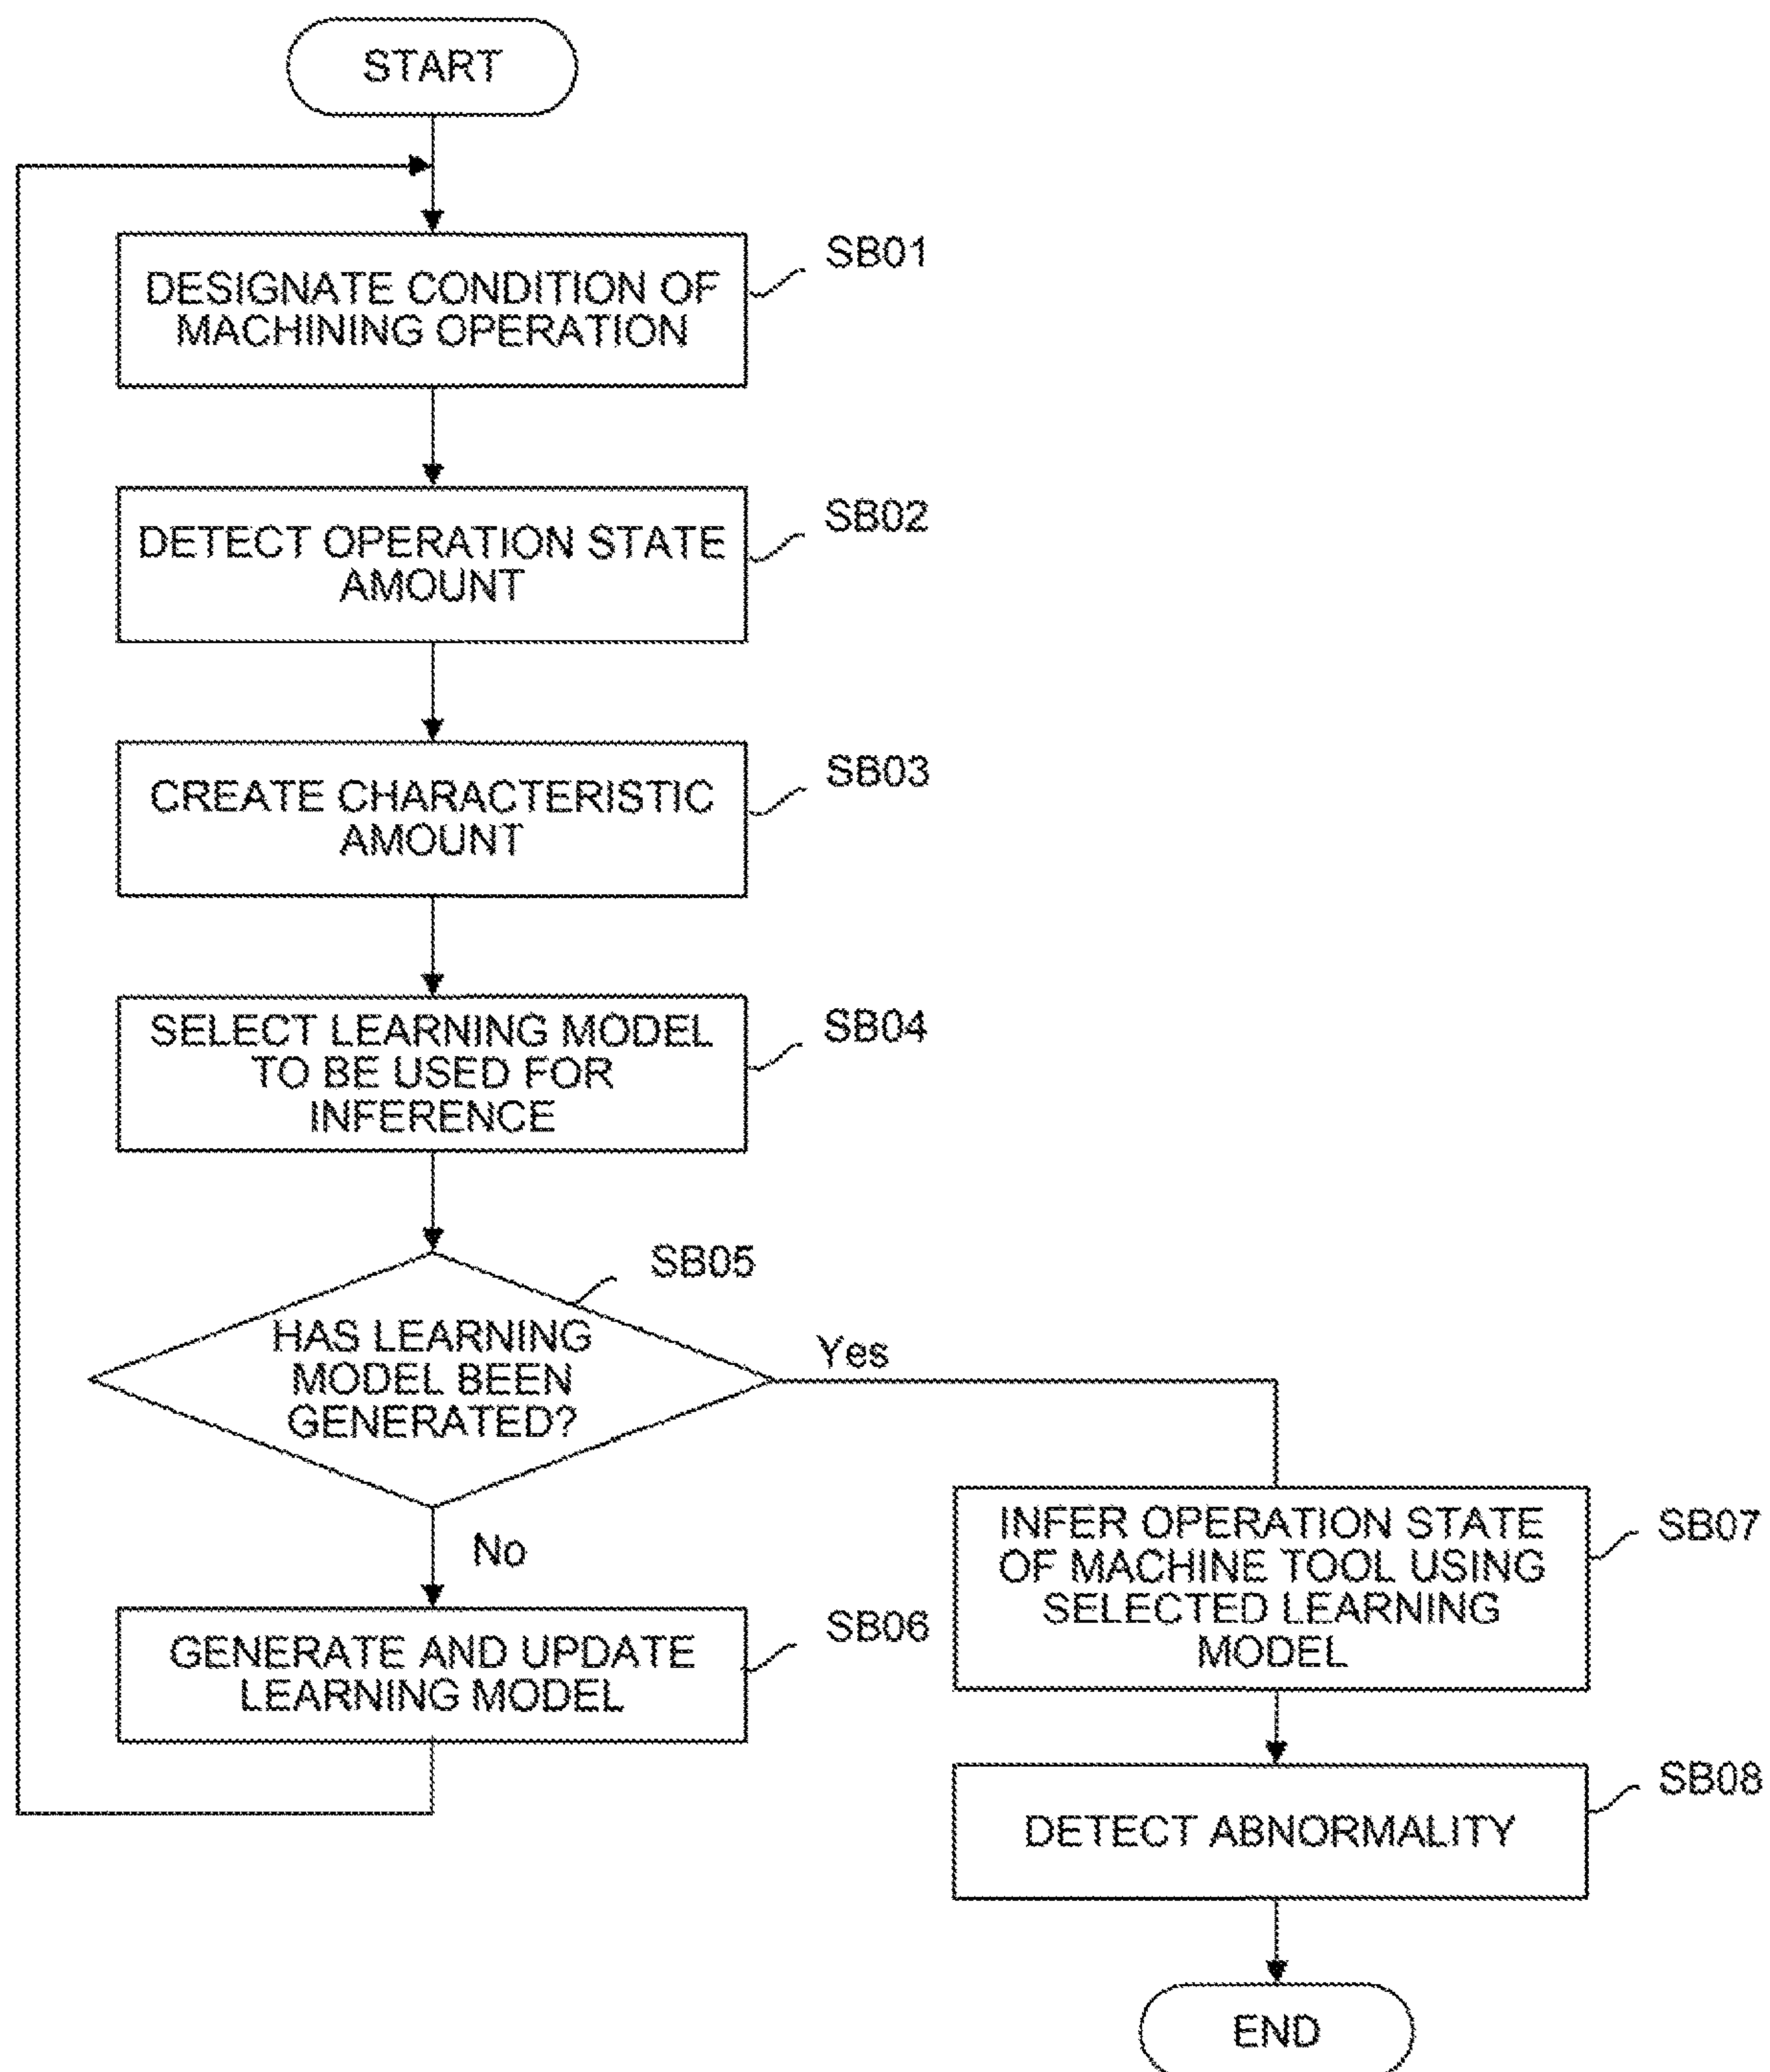 START
DESIGNATE CONDITION OF
MACHINING OPERATION
SB01
DETECT OPERATION STATE
AMOUNT
SB02
CREATE CHARACTERISTIC
AMOUNT
SB03
SELECT LEARNING MODEL
TO BE USED FOR
INFERENCE
SB04
HAS LEARNING
MODEL BEEN
GENERATED?
SB05
Yes
No
GENERATE AND UPDATE
LEARNING MODEL
SB06
INFER OPERATION STATE
OF MACHINE TOOL USING
SELECTED LEARNING
MODEL
SB07
DETECT ABNORMALITY
SB08
END